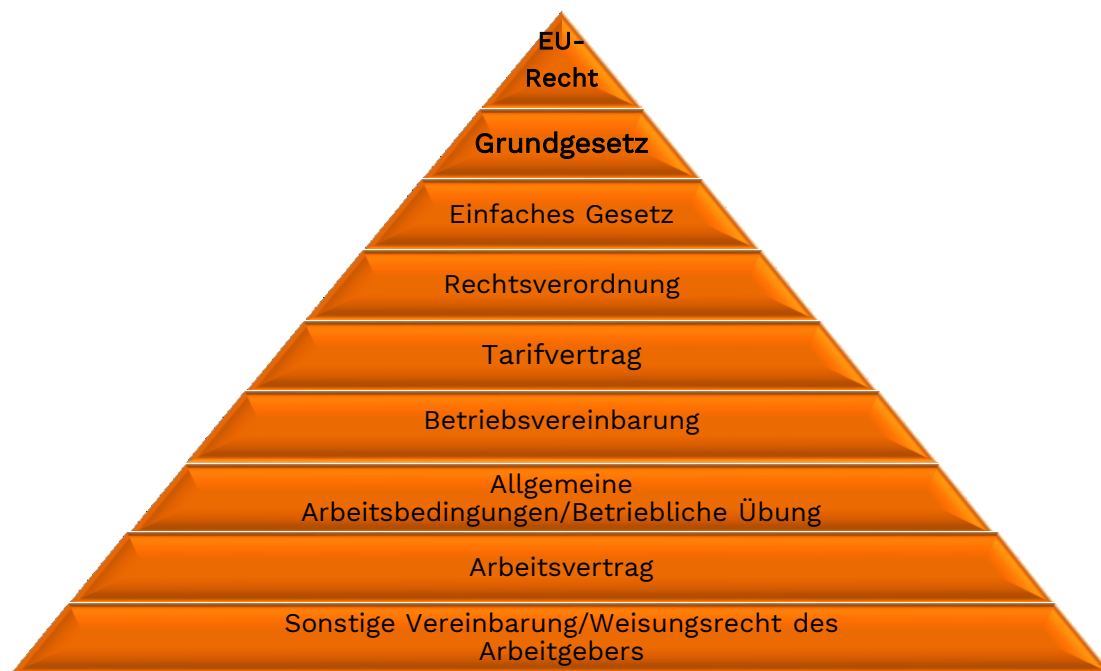 EU-
Recht
Grundgesetz
Einfaches Gesetz
Rechtsverordnung
Tarifvertrag
Betriebsvereinbarung
Allgemeine
Arbeitsbedingungen/Betriebliche Übung
Arbeitsvertrag
Sonstige Vereinbarung/Weisungsrecht des
Arbeitgebers